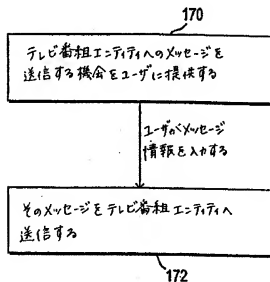 170
テレビ番組エンティティへのメッセージを
送信する機会をユーザに提供する
ユーザがメッセージ
情報を入力する
そのメッセージをテレビ番組エンティティへ
送信する
172